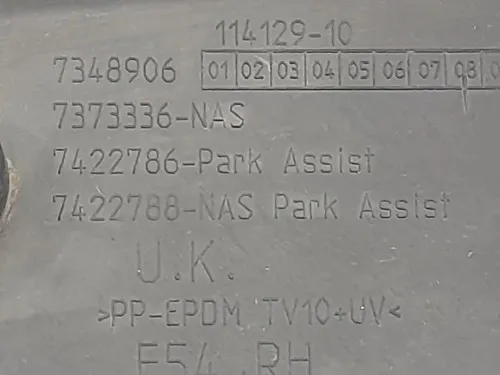 114129-10
7348906 01 02 03 04 05 06 07 08
7373336-NAS
7422786-Park Assist
7422788-NAS Park Assist
U.K.
>PP-EPDM TV10+UV<
F54 RH